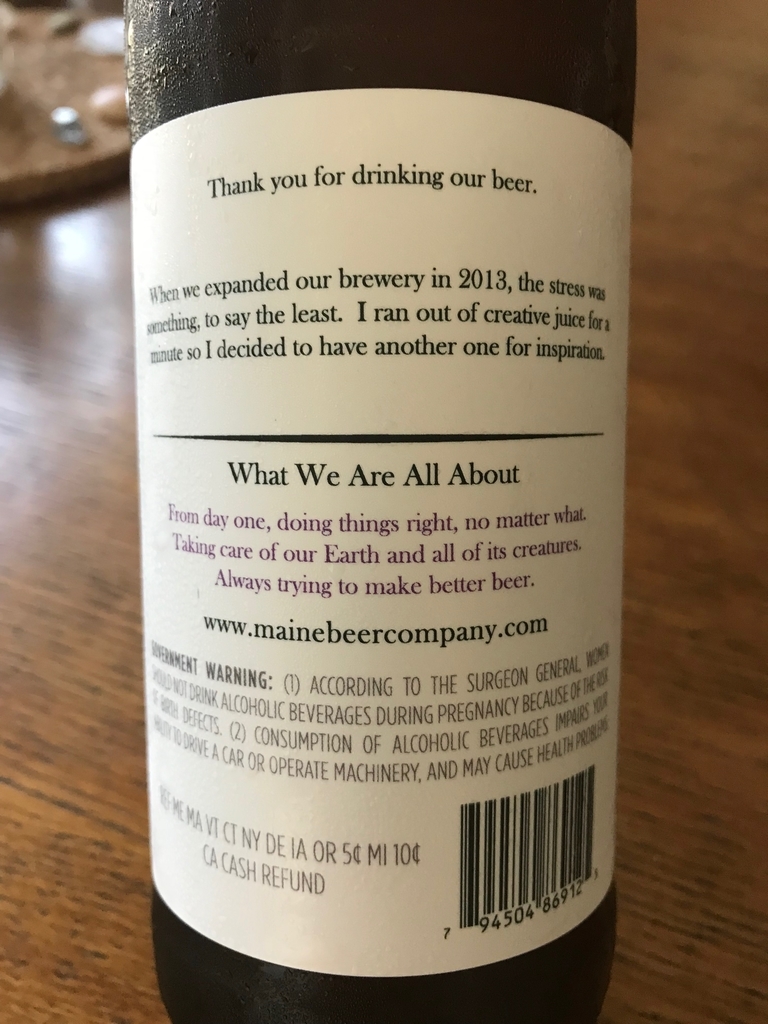 Thank you for drinking our beer.
When we expanded our brewery in 2013, the stress was
something, to say the least. I ran out of creative juice for a
minute so I decided to have another one for inspiration.
What We Are All About
From day one, doing things right, no matter what.
Taking care of our Earth and all of its creatures.
Always trying to make better beer.
www.mainebeercompany.com
GOVERNMENT WARNING: (1) ACCORDING TO THE SURGEON GENERAL, WOMEN
SHOULD NOT DRINK ALCOHOLIC BEVERAGES DURING PREGNANCY BECAUSE OF THE RISK
OF BIRTH DEFECTS. (2) CONSUMPTION OF ALCOHOLIC BEVERAGES IMPAIRS YOUR
ABILITY TO DRIVE A CAR OR OPERATE MACHINERY, AND MAY CAUSE HEALTH PROBLEMS.
REF ME MA VT CT NY DE IA OR 5¢ MI 10¢
CA CASH REFUND
7 94504 86912 3